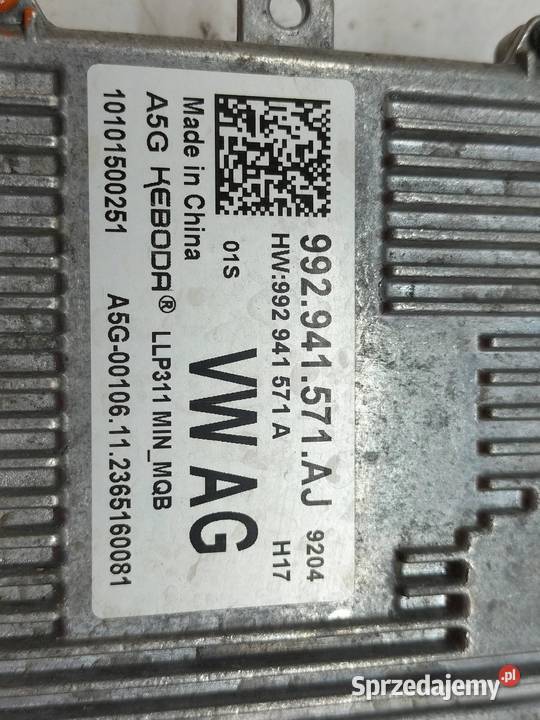 992.941.571.AJ 9204
HW:992 941 571 A H17
01S VW AG
Made in China
A5G KEBODA® LLP311 MIN_MQB
10101500251 A5G-00106.11.2365160081
Sprzedajemy.pl